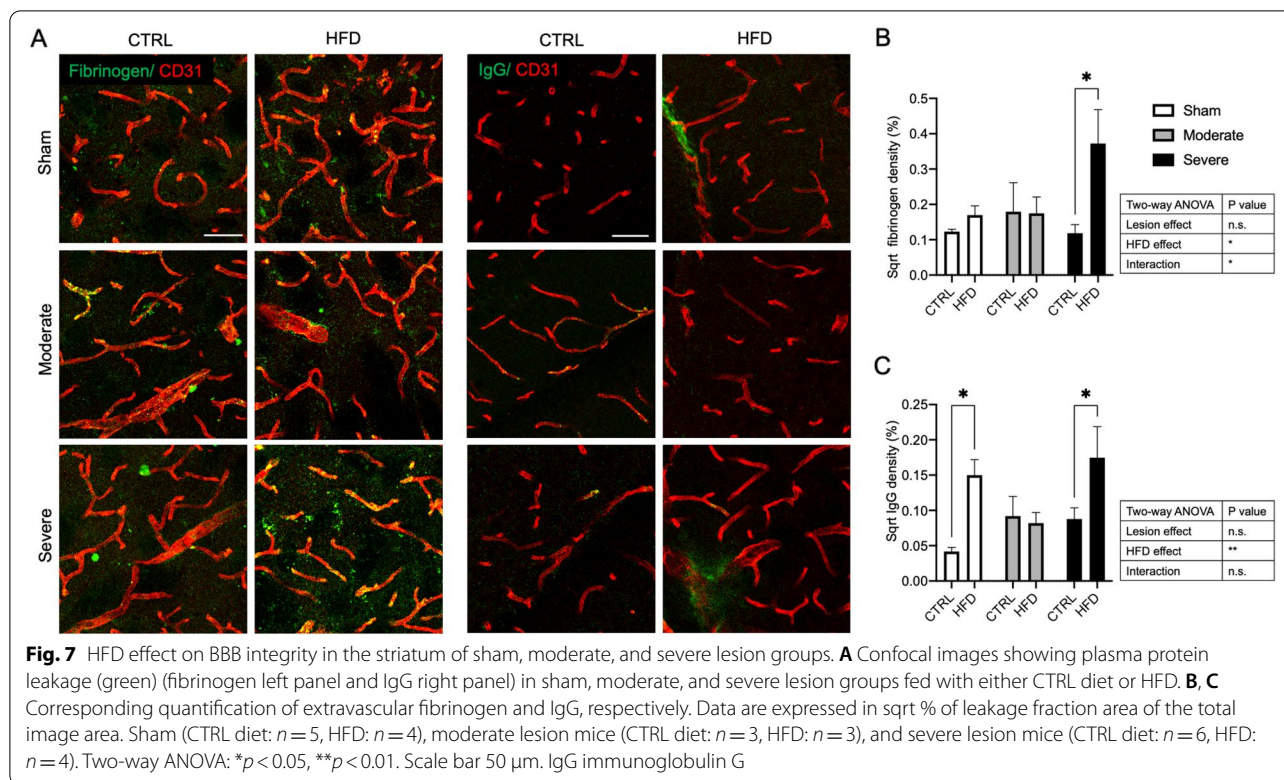 A
CTRL HFD CTRL HFD
Fibrinogen/ CD31 IgG/ CD31
Sham
Moderate
Severe
B
*
Sham
Moderate
Severe
Sqrt fibrinogen density (%)
0.5
0.4
0.3
0.2
0.1
0.0
CTRL HFD CTRL HFD CTRL HFD
Two-way ANOVA P value
Lesion effect n.s.
HFD effect *
Interaction *
C
* *
Sqrt IgG density (%)
0.25
0.20
0.15
0.10
0.05
0.00
CTRL HFD CTRL HFD CTRL HFD
Two-way ANOVA P value
Lesion effect n.s.
HFD effect **
Interaction n.s.
Fig. 7 HFD effect on BBB integrity in the striatum of sham, moderate, and severe lesion groups. A Confocal images showing plasma protein
leakage (green) (fibrinogen left panel and IgG right panel) in sham, moderate, and severe lesion groups fed with either CTRL diet or HFD. B, C
Corresponding quantification of extravascular fibrinogen and IgG, respectively. Data are expressed in sqrt % of leakage fraction area of the total
image area. Sham (CTRL diet: n = 5, HFD: n = 4), moderate lesion mice (CTRL diet: n = 3, HFD: n = 3), and severe lesion mice (CTRL diet: n = 6, HFD:
n = 4). Two-way ANOVA: *p < 0.05, **p < 0.01. Scale bar 50 µm. IgG immunoglobulin G